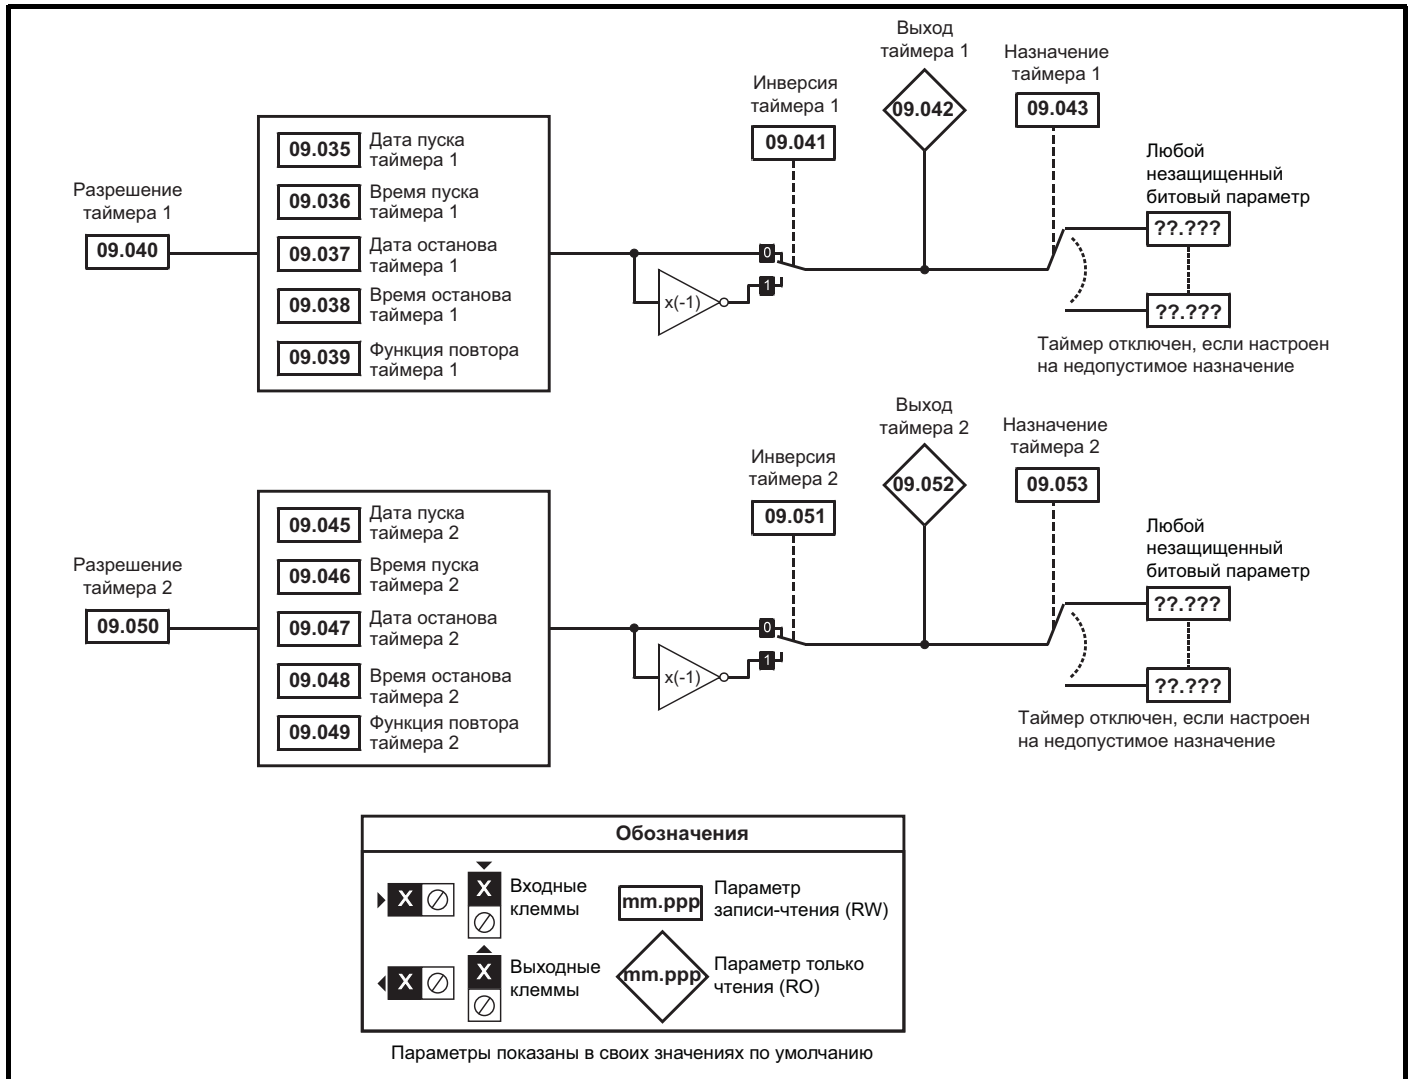 Выход
таймера 1
Назначение
таймера 1
Инверсия
таймера 1
09.042
09.043
09.041
Разрешение
таймера 1
09.040
09.035
Дата пуска
таймера 1
09.036
Время пуска
таймера 1
09.037
Дата останова
таймера 1
09.038
Время останова
таймера 1
09.039
Функция повтора
таймера 1
x(-1)
0
1
Любой
незащищенный
битовый параметр
??.???
??.???
Таймер отключен, если настроен
на недопустимое назначение
Выход
таймера 2
Назначение
таймера 2
Инверсия
таймера 2
09.052
09.053
09.051
Разрешение
таймера 2
09.050
09.045
Дата пуска
таймера 2
09.046
Время пуска
таймера 2
09.047
Дата останова
таймера 2
09.048
Время останова
таймера 2
09.049
Функция повтора
таймера 2
x(-1)
0
1
Любой
незащищенный
битовый параметр
??.???
??.???
Таймер отключен, если настроен
на недопустимое назначение
Обозначения
X
X
Входные
клеммы
mm.ppp
Параметр
записи-чтения (RW)
X
X
Выходные
клеммы
mm.ppp
Параметр только
чтения (RO)
Параметры показаны в своих значениях по умолчанию